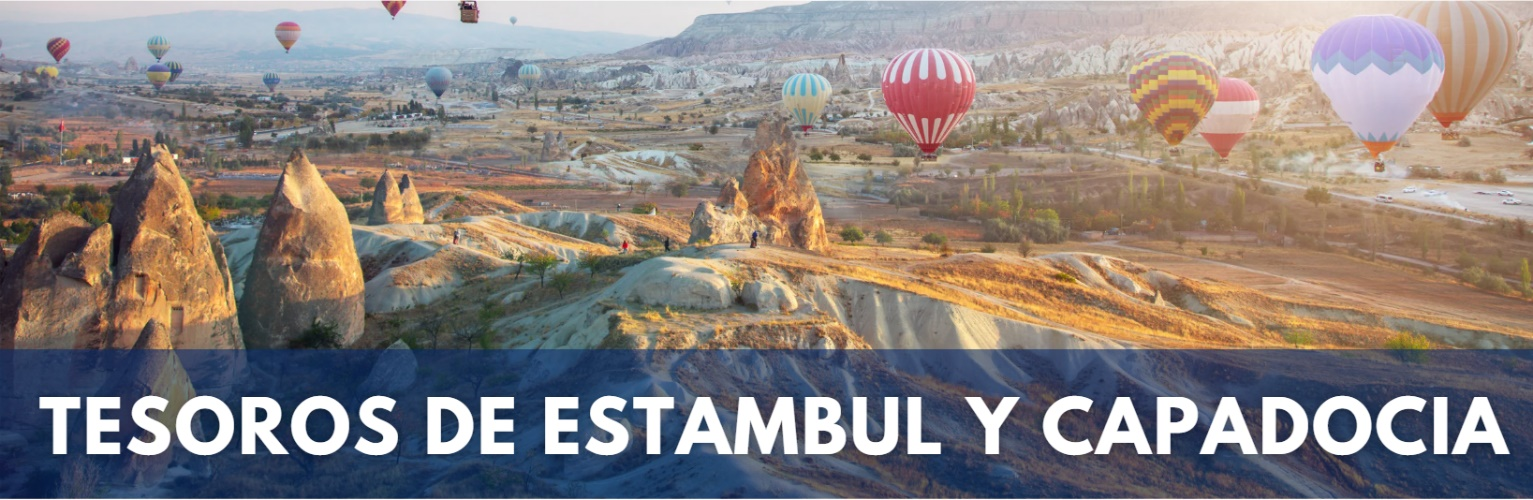 TESOROS DE ESTAMBUL Y CAPADOCIA